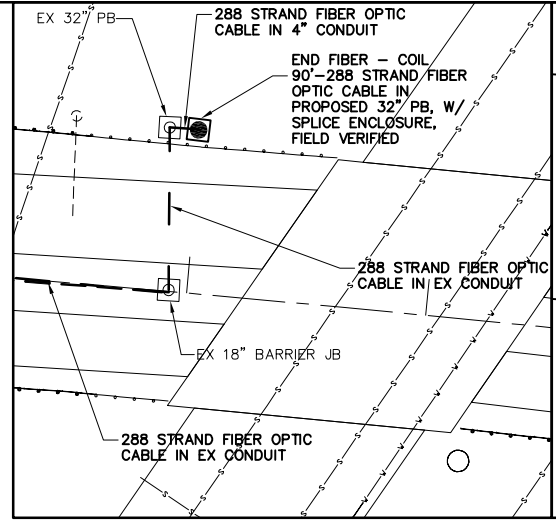 EX 32" PB
288 STRAND FIBER OPTIC
CABLE IN 4" CONDUIT
END FIBER – COIL
90'-288 STRAND FIBER
OPTIC CABLE IN
PROPOSED 32" PB, W/
SPLICE ENCLOSURE,
FIELD VERIFIED
288 STRAND FIBER OPTIC
CABLE IN EX CONDUIT
EX 18" BARRIER JB
288 STRAND FIBER OPTIC
CABLE IN EX CONDUIT